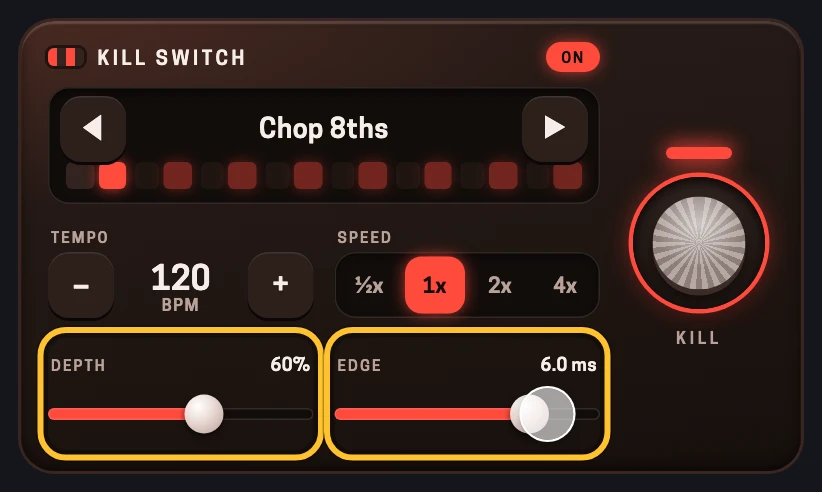 KILL SWITCH
ON
Chop 8ths
TEMPO
SPEED
–
120
BPM
+
½x
1x
2x
4x
KILL
DEPTH
60%
EDGE
6.0 ms